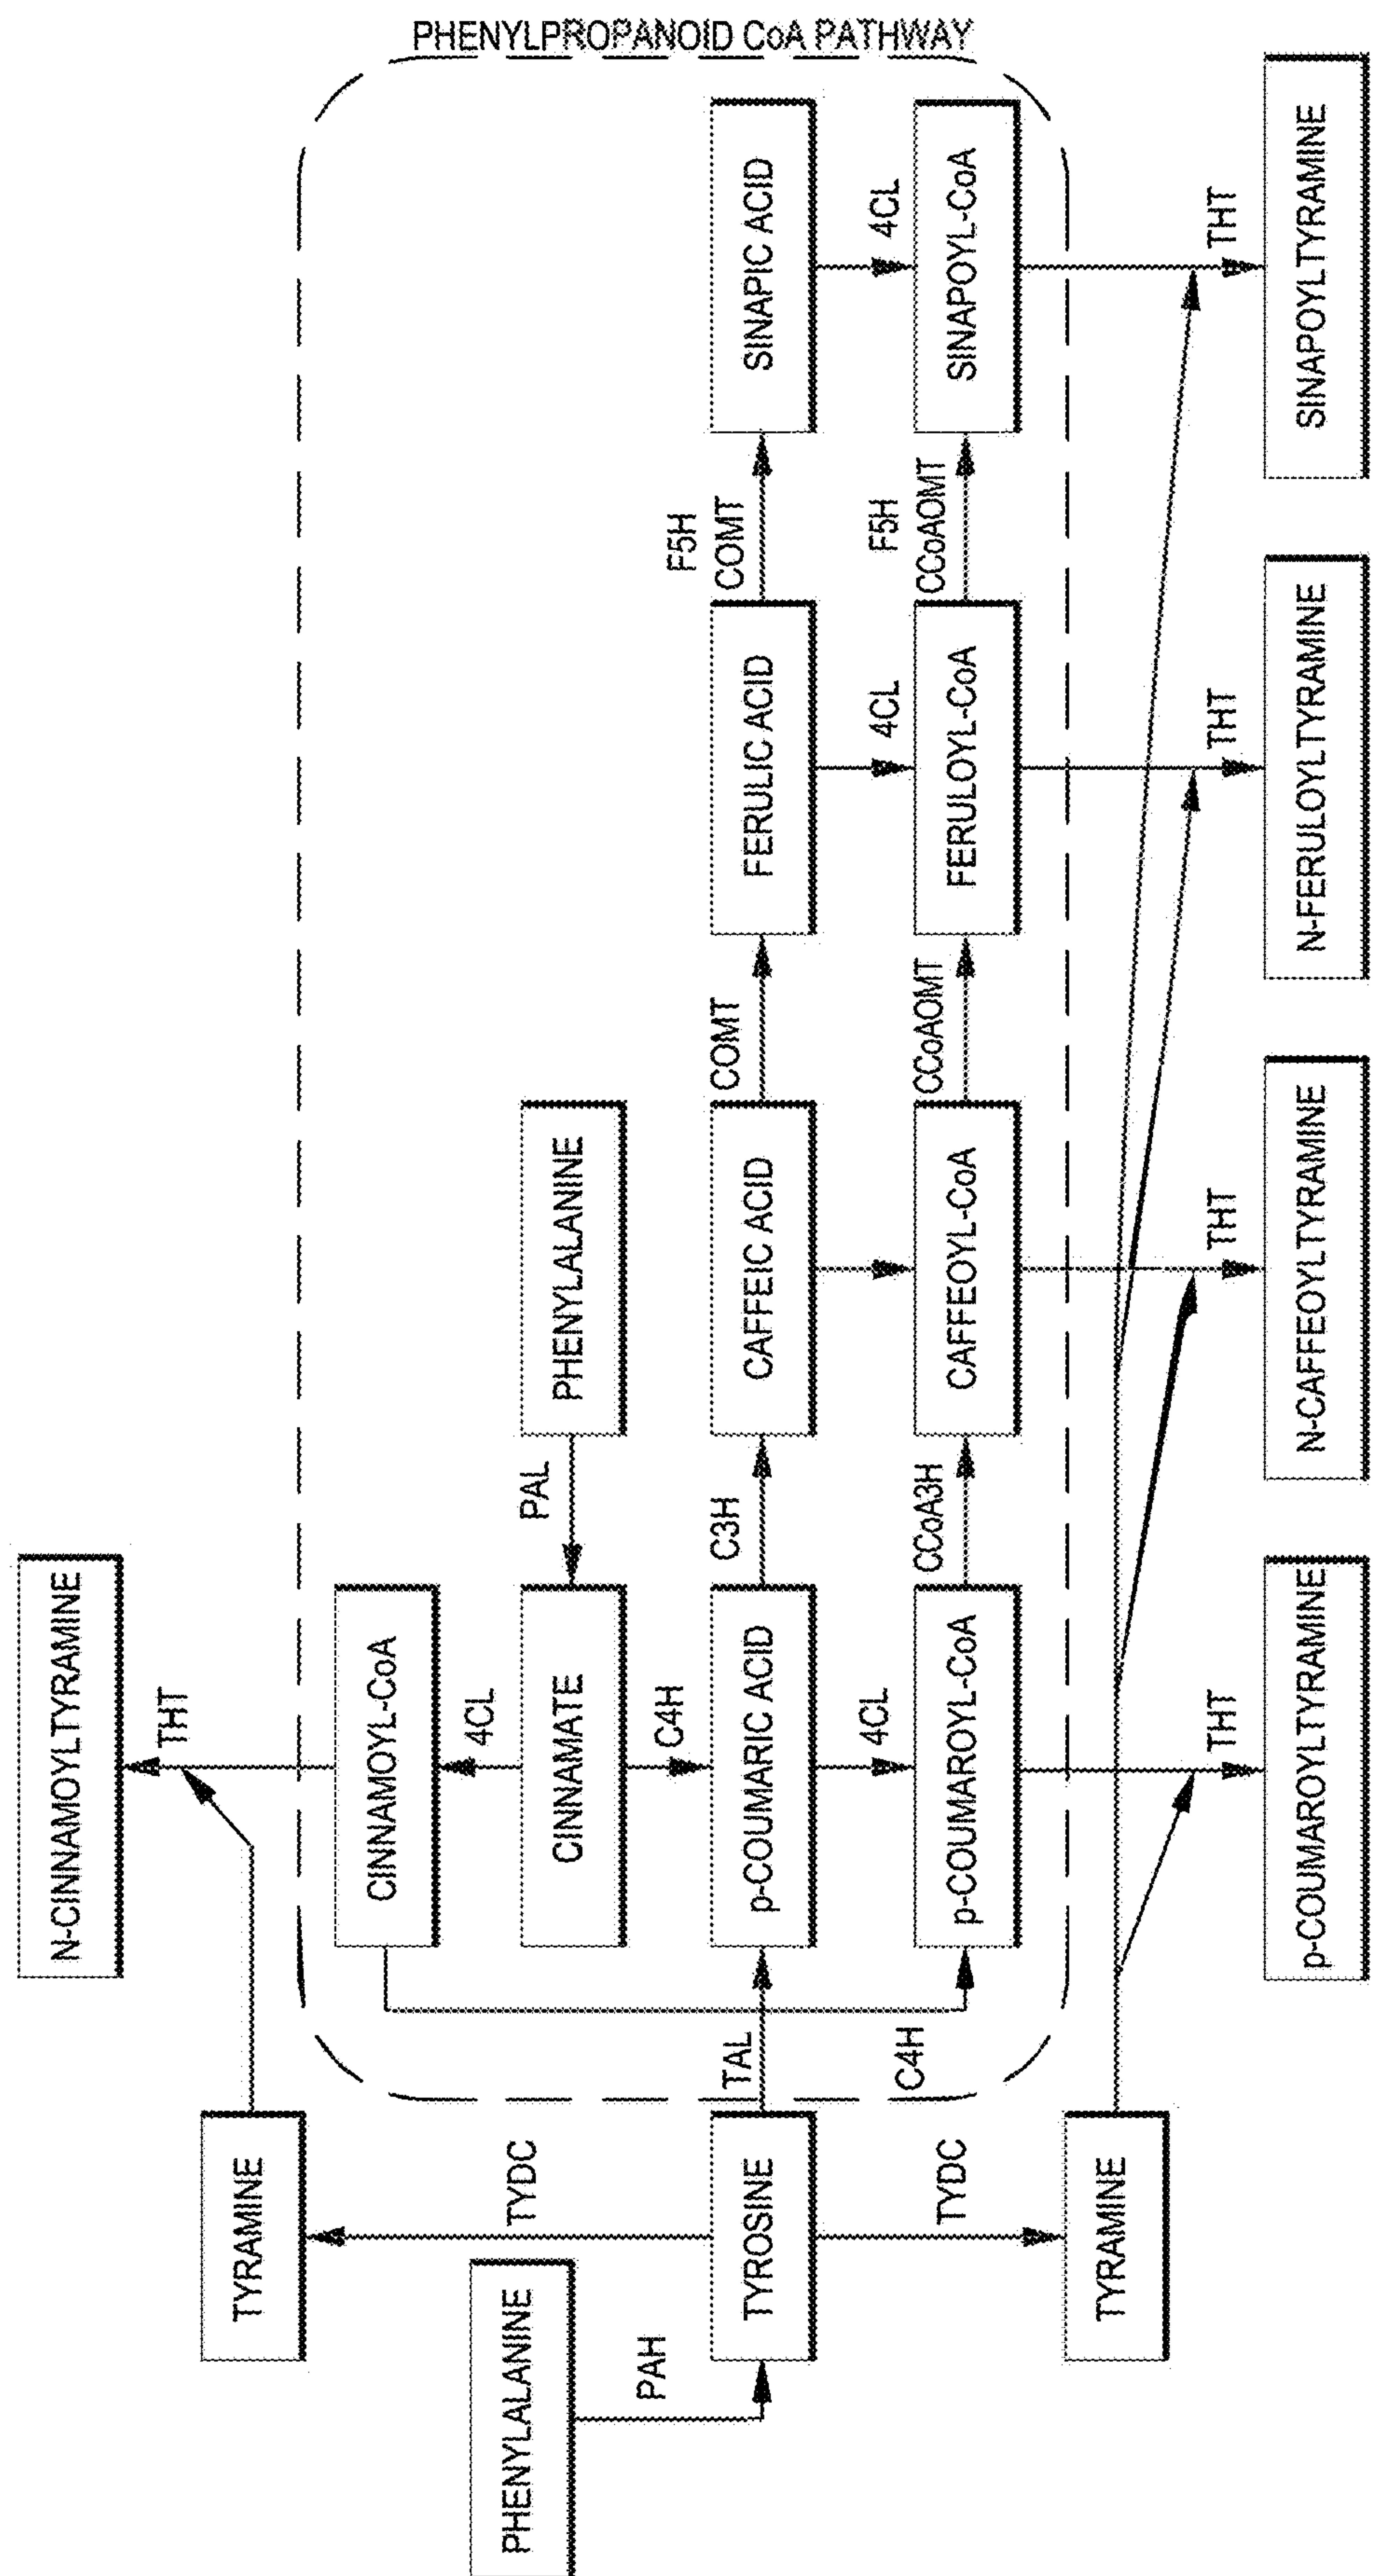 PHENYLPROPANOID CoA PATHWAY
N-CINNAMOYLTYRAMINE
THT
TYRAMINE
CINNAMOYL-CoA
4CL
PHENYLALANINE
TYDC
CINNAMATE
PAL
PHENYLALANINE
PAH
C4H
TYROSINE
TAL
p-COUMARIC ACID
C3H
CAFFEIC ACID
COMT
FERULIC ACID
F5H
COMT
SINAPIC ACID
TYDC
C4H
4CL
4CL
4CL
p-COUMAROYL-CoA
CCoA3H
CAFFEOYL-CoA
CCoAOMT
FERULOYL-CoA
F5H
CCoAOMT
SINAPOYL-CoA
TYRAMINE
THT
THT
THT
THT
p-COUMAROYLTYRAMINE
N-CAFFEOYLTYRAMINE
N-FERULOYLTYRAMINE
SINAPOYLTYRAMINE